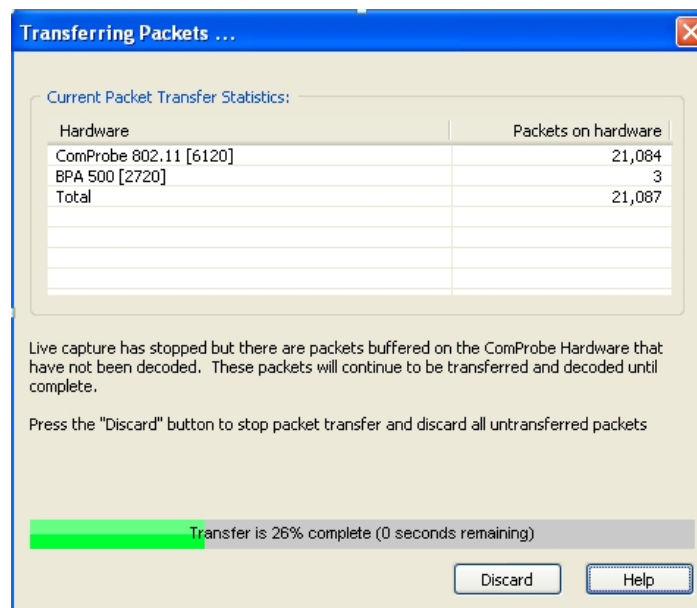 Transferring Packets ...
Current Packet Transfer Statistics:
Hardware Packets on hardware
ComProbe 802.11 [6120] 21,084
BPA 500 [2720] 3
Total 21,087
Live capture has stopped but there are packets buffered on the ComProbe Hardware that
have not been decoded. These packets will continue to be transferred and decoded until
complete.
Press the "Discard" button to stop packet transfer and discard all untransferred packets
Transfer is 26% complete (0 seconds remaining)
Discard Help